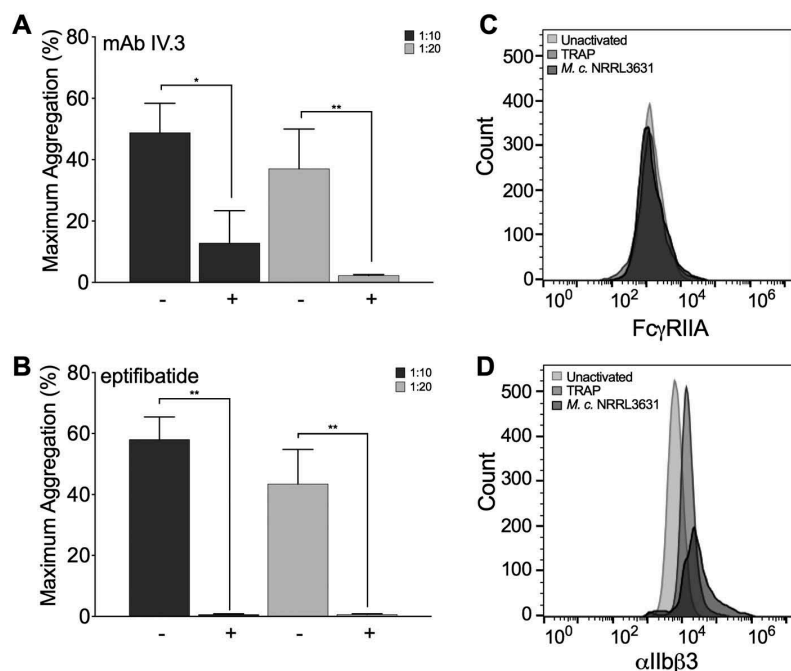 A
mAb IV.3
1:10
1:20
Maximum Aggregation (%)
80
60
40
20
0
*
**
- + - +
B
eptifibatide
1:10
1:20
Maximum Aggregation (%)
80
60
40
20
0
**
**
- + - +
C
Unactivated
TRAP
M. c. NRRL3631
Count
500
400
300
200
100
0
10⁰ 10² 10⁴ 10⁶
FcγRIIA
D
Unactivated
TRAP
M. c. NRRL3631
Count
500
400
300
200
100
0
10⁰ 10² 10⁴ 10⁶
αIIbβ3